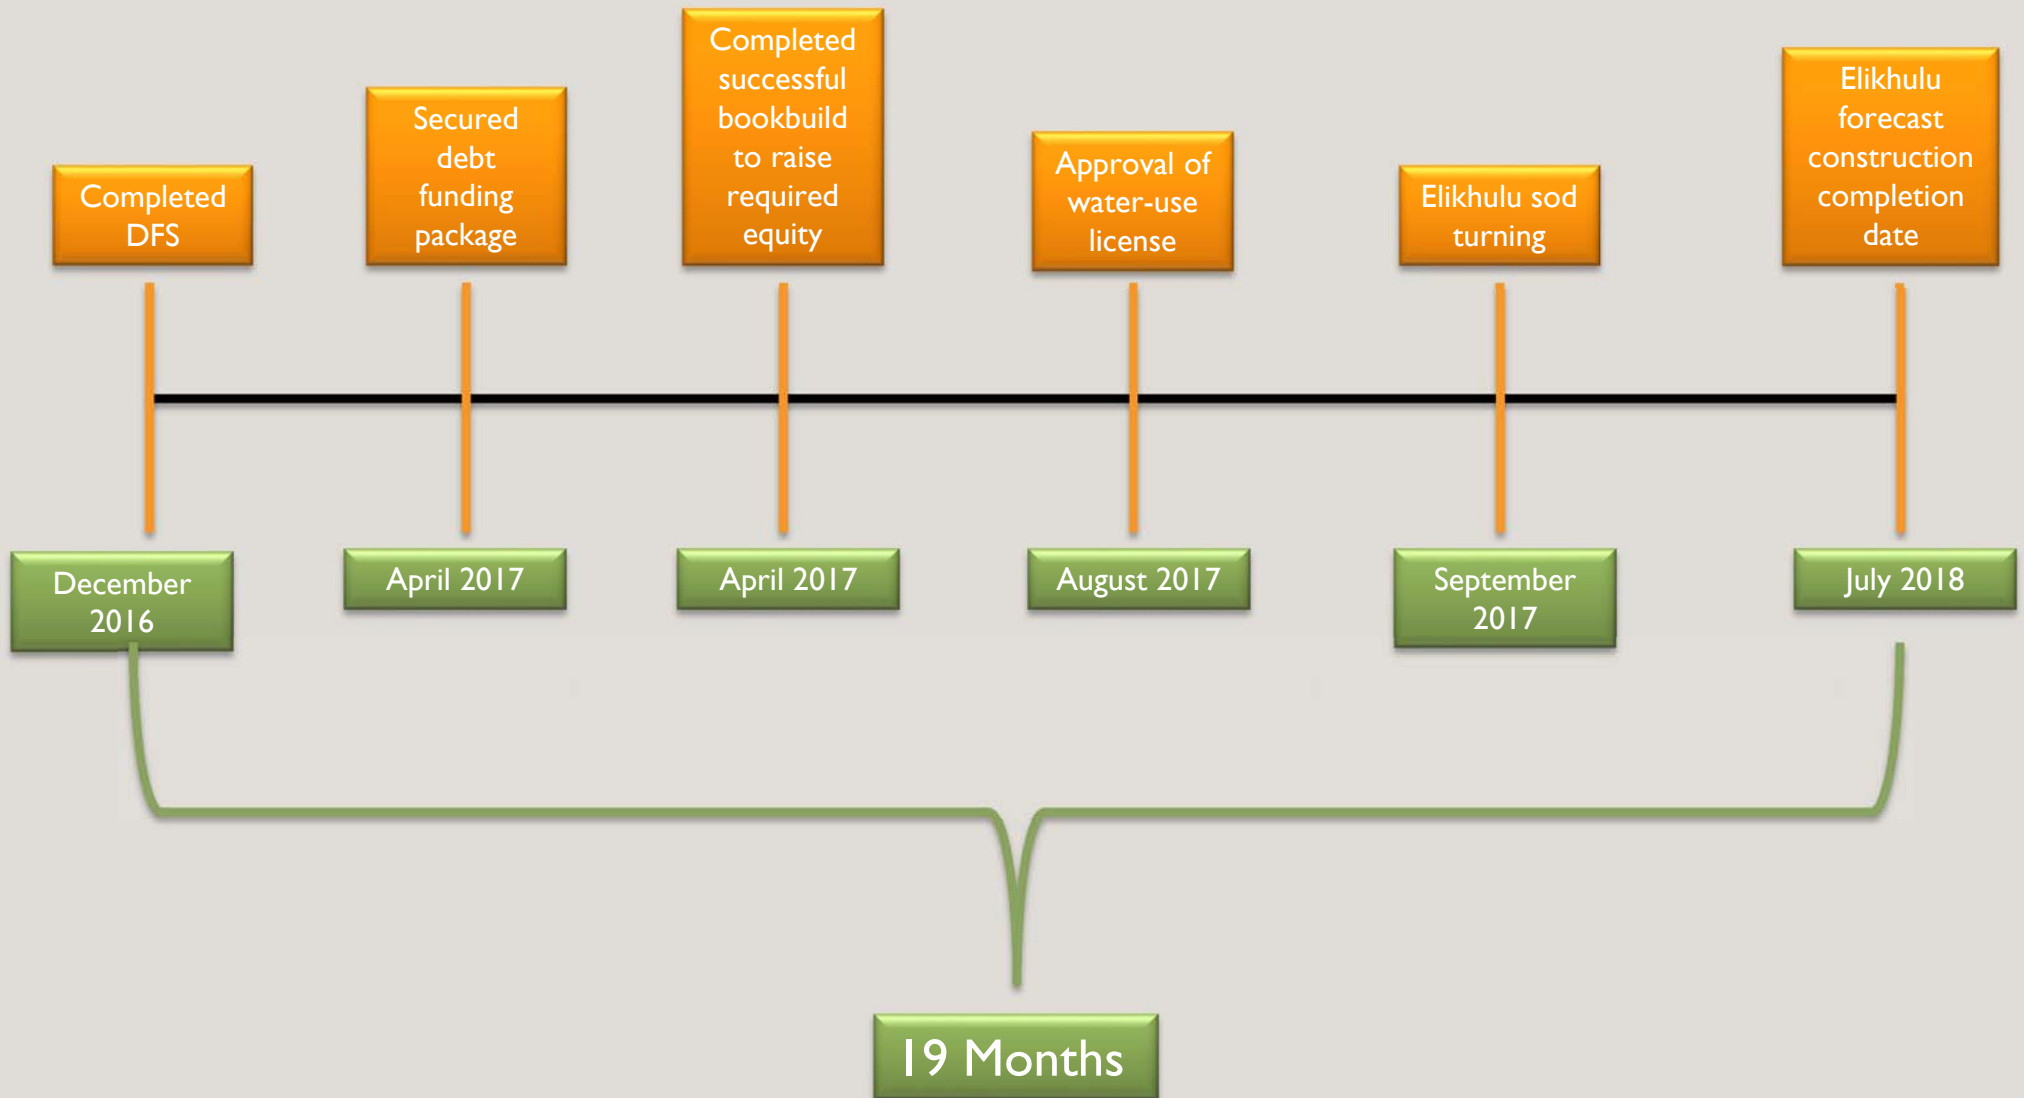 Completed
DFS
Secured
debt
funding
package
Completed
successful
bookbuild
to raise
required
equity
Approval of
water-use
license
Elikhulu sod
turning
Elikhulu
forecast
construction
completion
date
December
2016
April 2017
April 2017
August 2017
September
2017
July 2018
19 Months